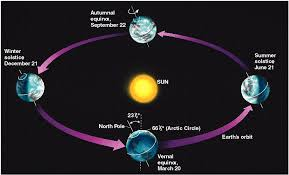 Autumnal
equinox,
September 22
Winter
solstice
December 21
Summer
solstice
June 21
SUN
23½°
North Pole
66½° (Arctic Circle)
Earth's orbit
Vernal
equinox,
March 20